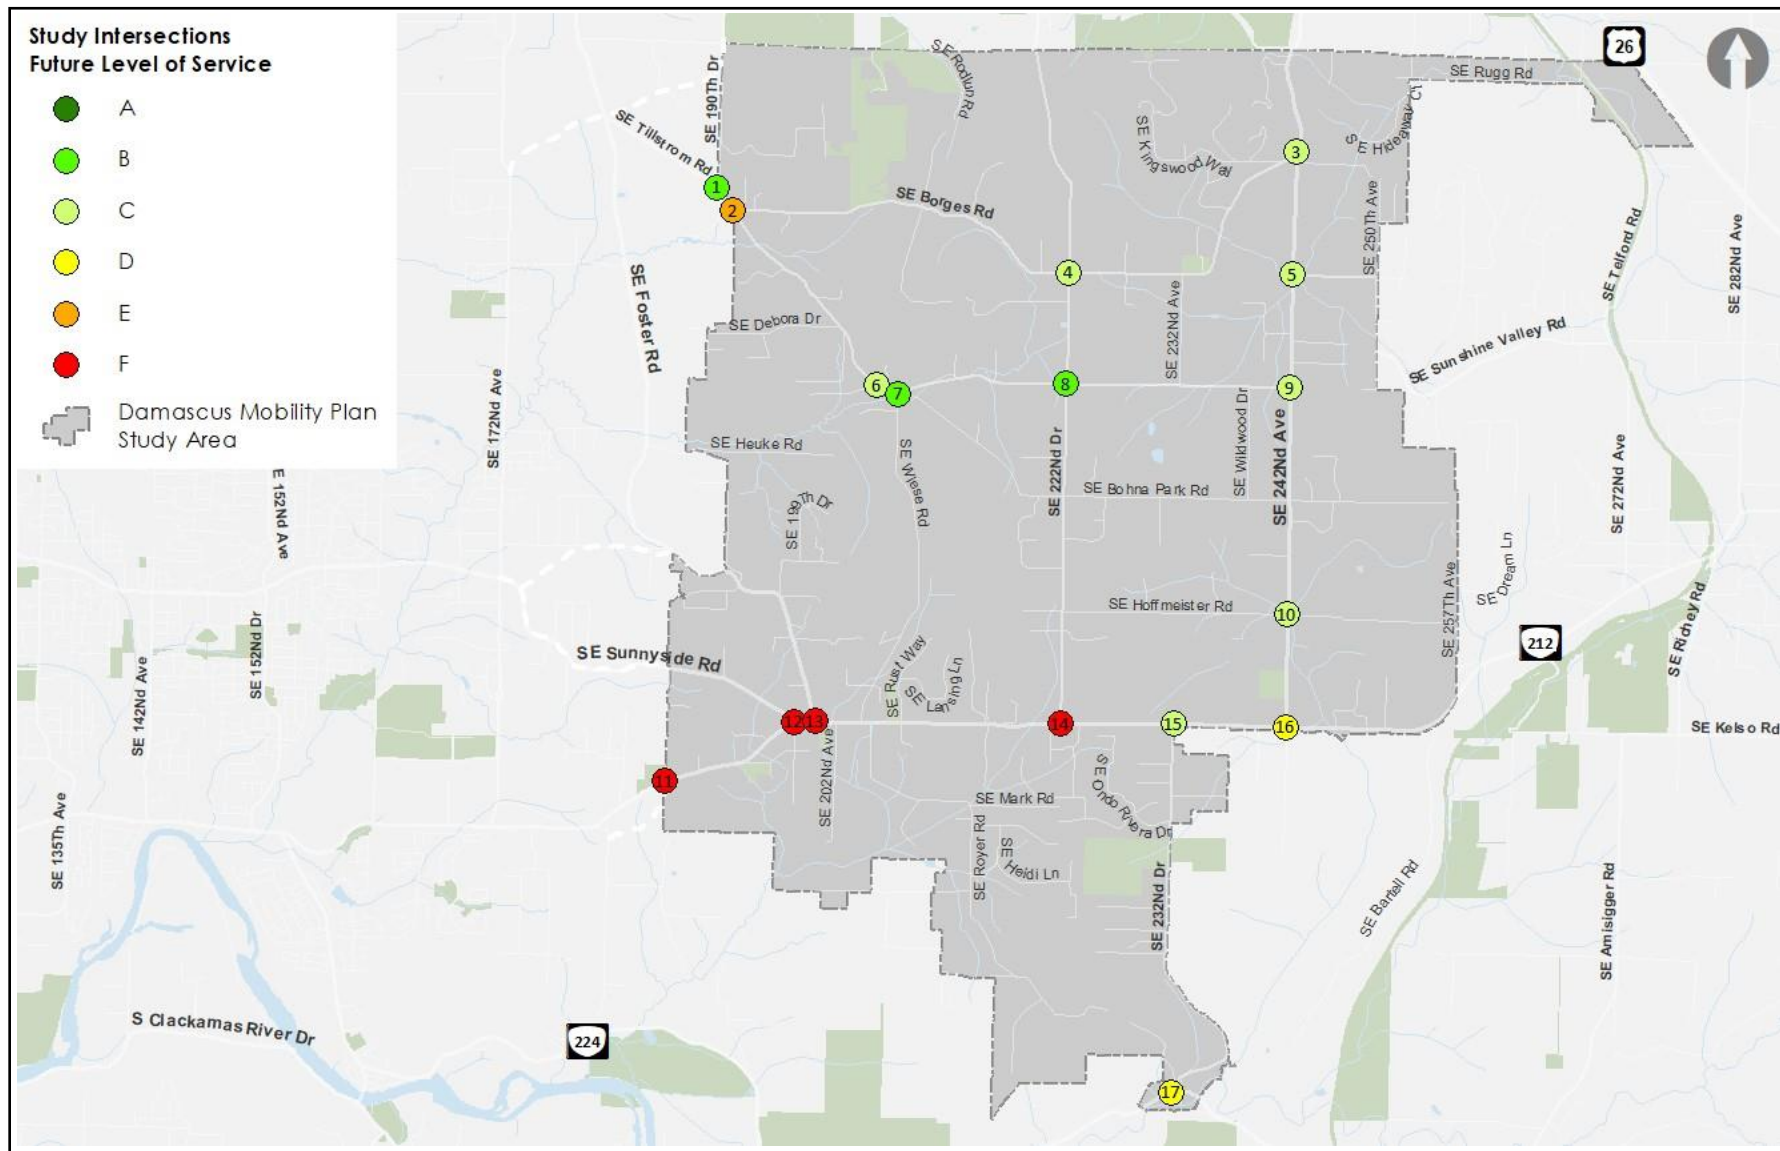 Study Intersections
Future Level of Service
A
B
C
D
E
F
Damascus Mobility Plan
Study Area
26
SE Rugg Rd
SE Rodlun Rd
SE 190Th Dr
SE Tillstrom Rd
SE Kingswood Way
SE Hideaway Ct
3
1
2
SE Borges Rd
SE 250Th Ave
SE Telford Rd
SE 282Nd Ave
4
5
SE Foster Rd
SE Debora Dr
SE 232Nd Ave
SE Sunshine Valley Rd
6
7
8
9
SE 172Nd Ave
SE Heuke Rd
SE Wiese Rd
SE 222Nd Dr
SE Wildwood Dr
SE 242Nd Ave
SE 272Nd Ave
E 152Nd Ave
SE 199Th Dr
SE Bohna Park Rd
SE Dream Ln
SE 257Th Ave
SE Hoffmeister Rd
10
212
SE 152Nd Dr
SE 142Nd Ave
SE Sunnyside Rd
SE Rust Way
SE Lansing Ln
12
13
14
15
16
SE Kelso Rd
11
SE 202Nd Ave
SE 135Th Ave
SE Mark Rd
SE Ondo Rivera Dr
SE Royer Rd
SE Heidi Ln
SE 232Nd Dr
SE Bartell Rd
SE Amisigger Rd
S Clackamas River Dr
224
17